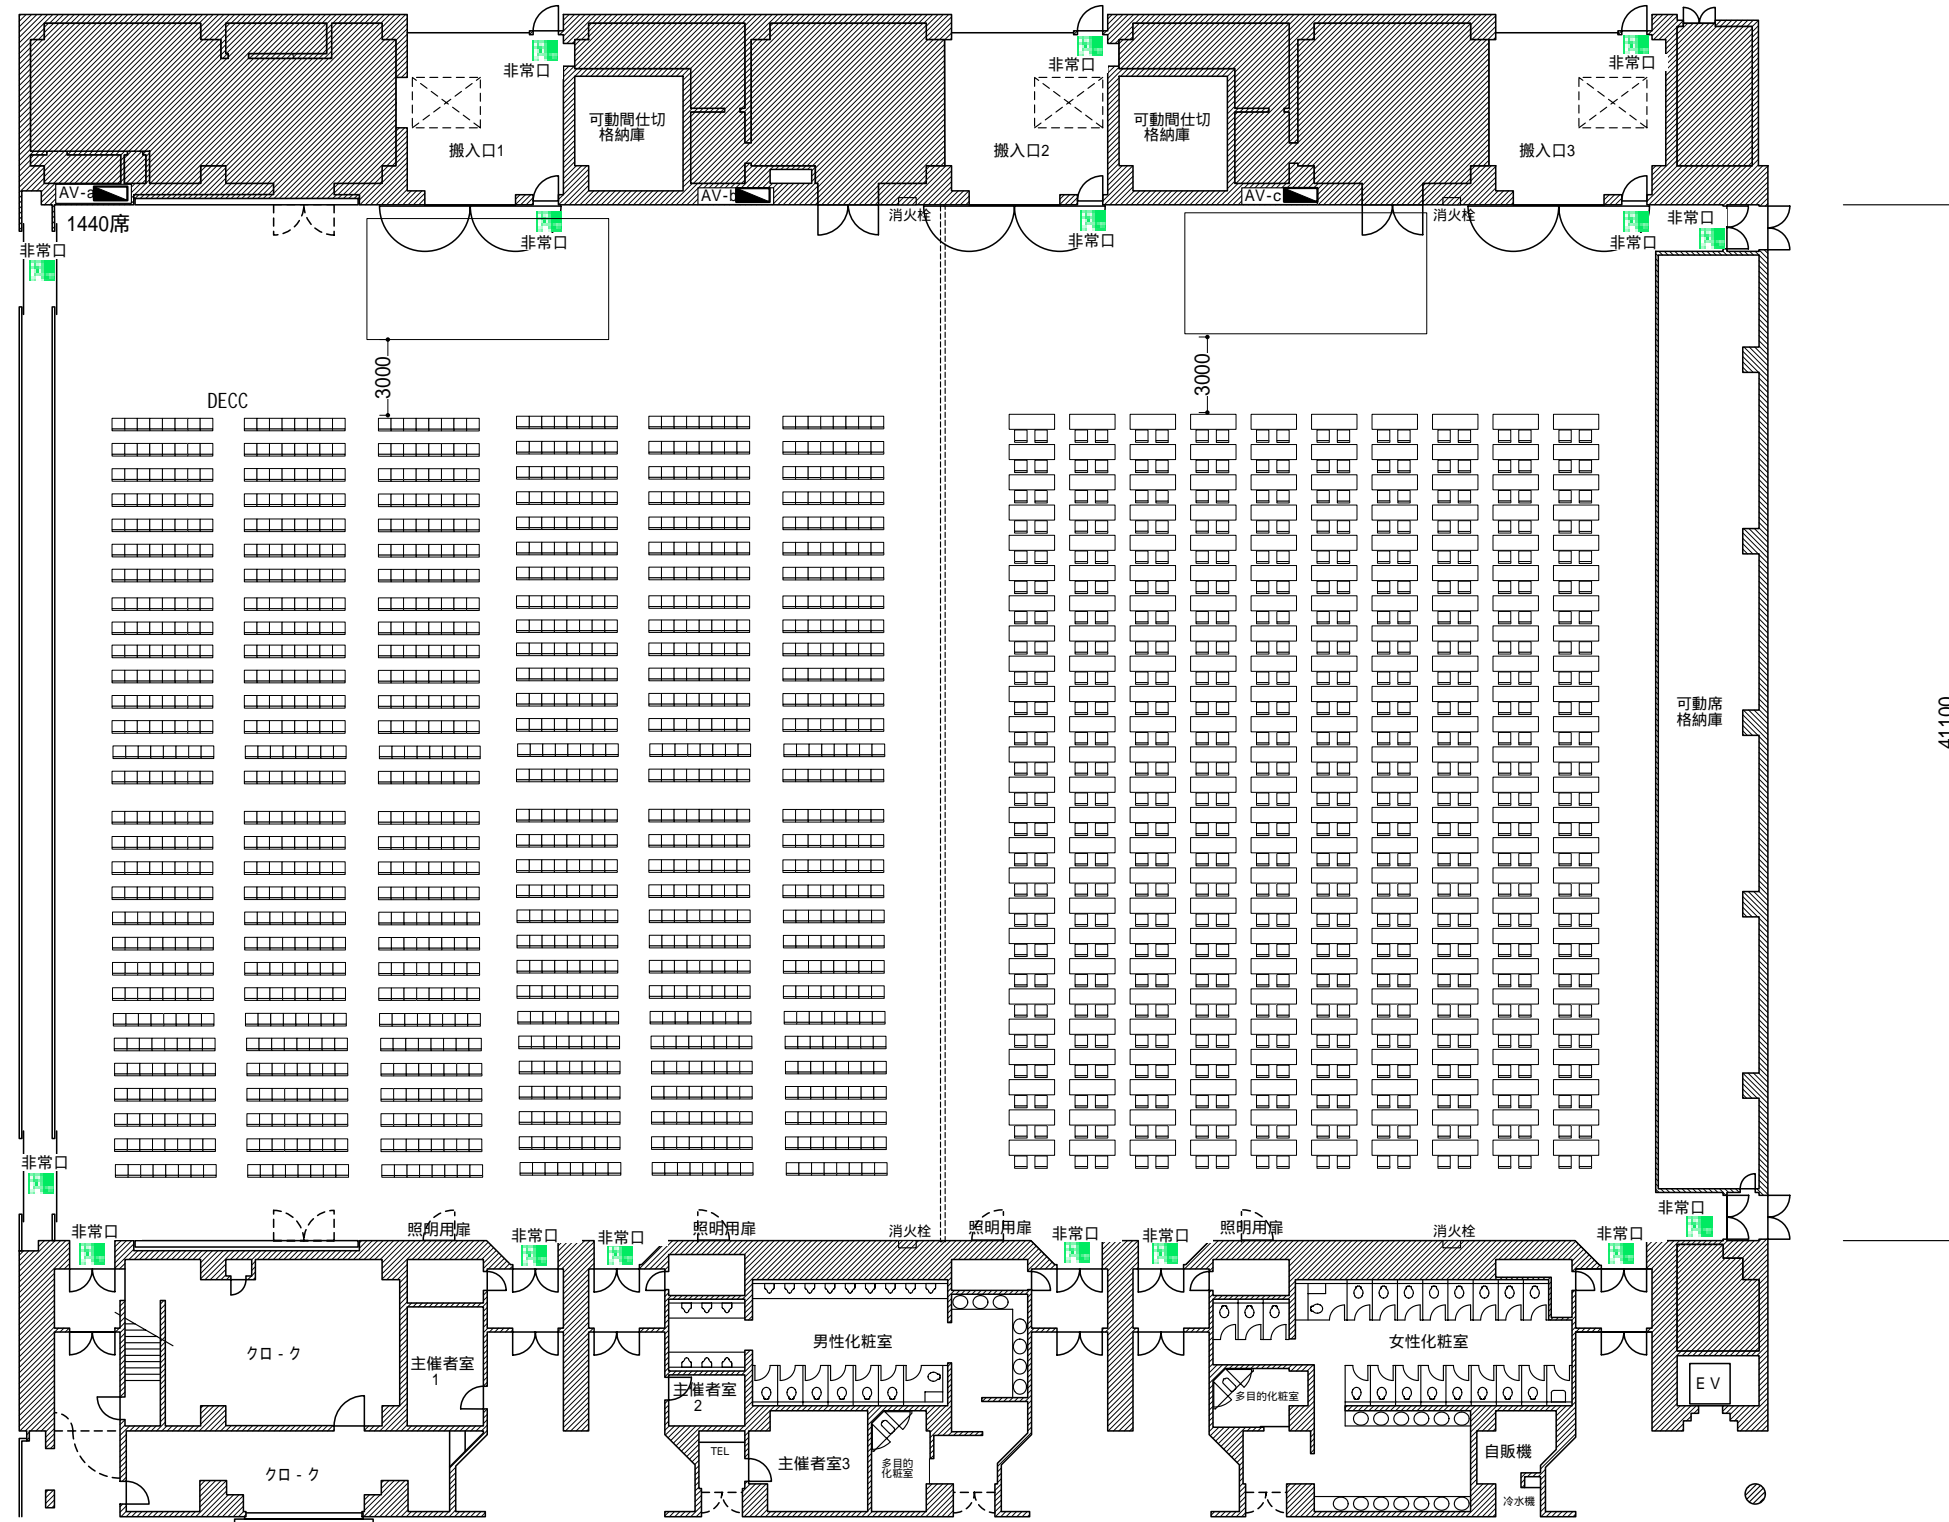 非常口
非常口
非常口
可動間仕切
格納庫
可動間仕切
格納庫
搬入口1
搬入口2
搬入口3
AV-a
AV-b
AV-c
1440席
消火栓
消火栓
非常口
非常口
非常口
非常口
非常口
3000
3000
DECC
可動席
格納庫
41100
非常口
非常口
照明用扉
非常口
非常口
照明用扉
消火栓
照明用扉
非常口
非常口
照明用扉
消火栓
非常口
クロ-ク
主催者室
1
男性化粧室
女性化粧室
主催者室
2
多目的化粧室
EV
TEL
主催者室3
多目的
化粧室
自販機
クロ-ク
冷水機